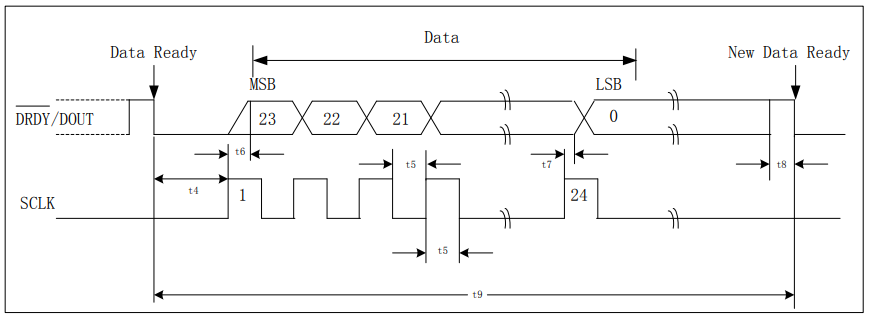 Data
Data Ready
New Data Ready
MSB
LSB
DRDY/DOUT
23
22
21
0
t6
t5
t7
t8
t4
SCLK
1
24
t5
t9